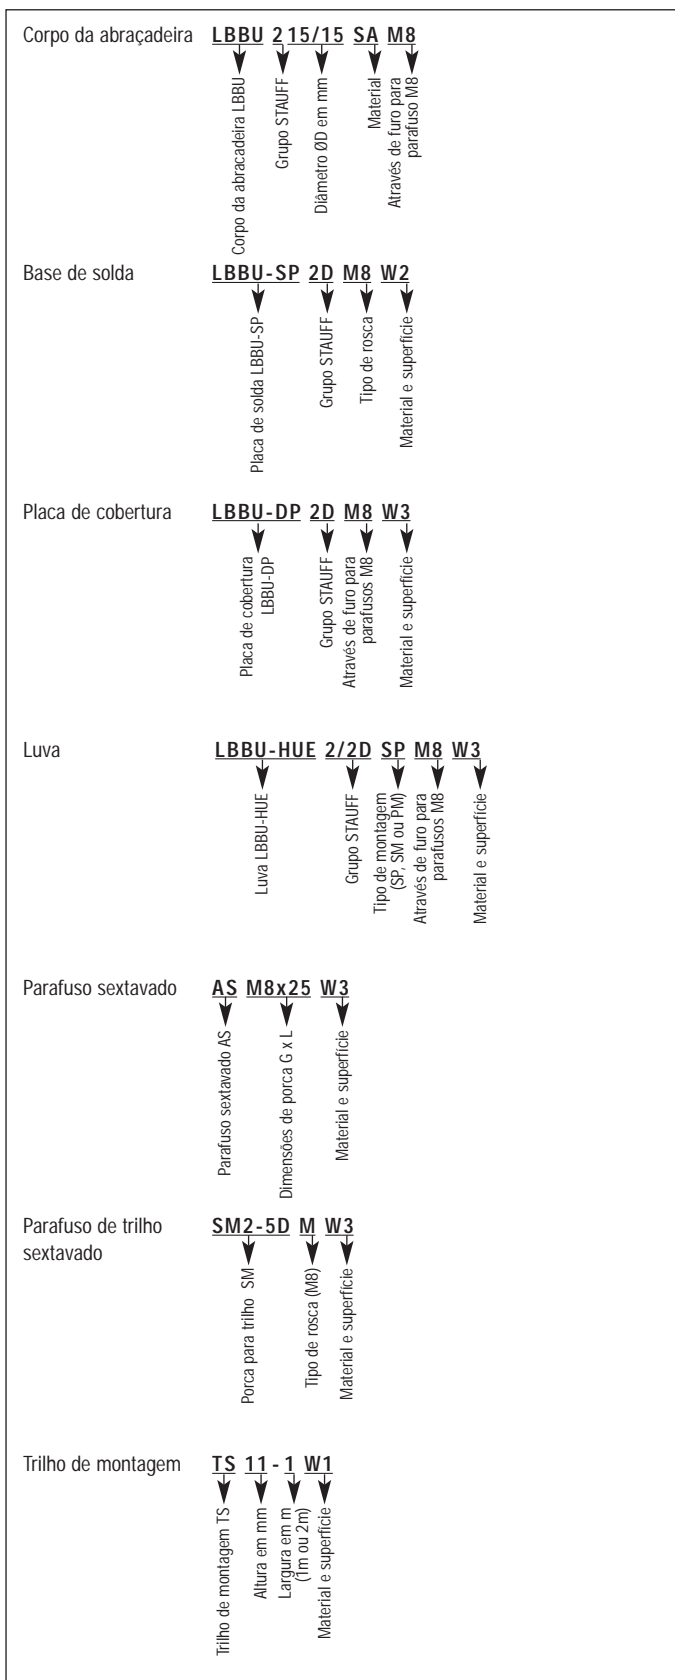 Corpo da abraçadeira LBBU 2 15/15 SA M8
Corpo da abracadeira LBBU
Grupo STAUFF
Diâmetro ØD em mm
Material
Através de furo para
parafuso M8
Base de solda LBBU-SP 2D M8 W2
Placa de solda LBBU-SP
Grupo STAUFF
Tipo de rosca
Material e superfície
Placa de cobertura LBBU-DP 2D M8 W3
Placa de cobertura
LBBU-DP
Grupo STAUFF
Através de furo para
parafusos M8
Material e superfície
Luva LBBU-HUE 2/2D SP M8 W3
Luva LBBU-HUE
Grupo STAUFF
Tipo de montagem
(SP, SM ou PM)
Através de furo para
parafusos M8
Material e superfície
Parafuso sextavado AS M8x25 W3
Parafuso sextavado AS
Dimensões de porca G x L
Material e superfície
Parafuso de trilho SM2-5D M W3
sextavado
Porca para trilho SM
Tipo de rosca (M8)
Material e superfície
Trilho de montagem TS 11-1 W1
Trilho de montagem TS
Altura em mm
Largura em m
(1m ou 2m)
Material e superfície